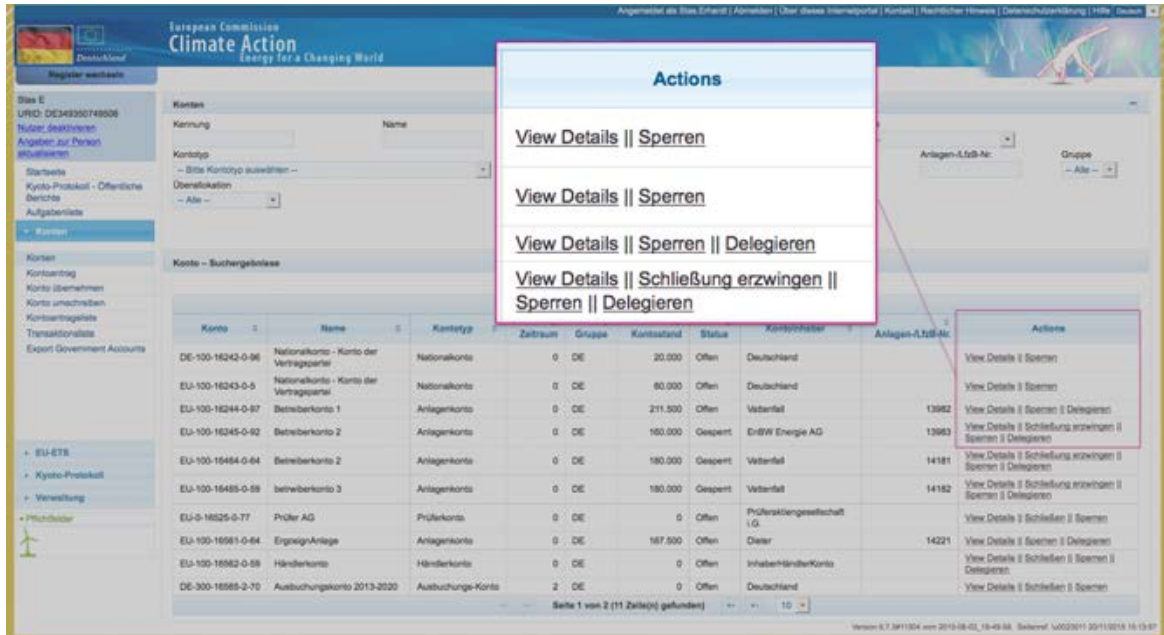 Angemeldet als Stas Erhardt | Abmelden | Über dieses Internetportal | Kontakt | Rechtlicher Hinweis | Datenschutzerklärung | Hilfe Deutsch
European Commission
Climate Action
Energy for a Changing World
Deutschland
Register wechseln
Stas E
URID: DE349350749506
Nutzer deaktivieren
Angaben zur Person
aktualisieren
Startseite
Kyoto-Protokoll - Öffentliche
Berichte
Aufgabenliste
Konten
Konten
Kontoantrag
Konto übernehmen
Konto umschreiben
Kontoantragsliste
Transaktionsliste
Export Government Accounts
EU-ETS
Kyoto-Protokoll
Verwaltung
Pflichtfelder
Konten
Kennung Name
Kontotyp Anlagen-/LfzB-Nr. Gruppe
-- Bitte Kontotyp auswählen -- -- Alle --
Überallokation
-- Alle --
Actions
View Details || Sperren
View Details || Sperren
View Details || Sperren || Delegieren
View Details || Schließung erzwingen ||
Sperren || Delegieren
Konto – Suchergebnisse
Konto Name Kontotyp Zeitraum Gruppe Kontostand Status Kontoinhaber Anlagen-/LfzB-Nr. Actions
DE-100-16242-0-96 Nationalkonto - Konto der Vertragspartei Nationalkonto 0 DE 20.000 Offen Deutschland View Details || Sperren
EU-100-16243-0-5 Nationalkonto - Konto der Vertragspartei Nationalkonto 0 DE 60.000 Offen Deutschland View Details || Sperren
EU-100-16244-0-97 Betreiberkonto 1 Anlagenkonto 0 DE 211.500 Offen Vattenfall 13982 View Details || Sperren || Delegieren
EU-100-16245-0-92 Betreiberkonto 2 Anlagenkonto 0 DE 160.000 Gesperrt EnBW Energie AG 13983 View Details || Schließung erzwingen || Sperren || Delegieren
EU-100-16464-0-64 Betreiberkonto 2 Anlagenkonto 0 DE 180.000 Gesperrt Vattenfall 14181 View Details || Schließung erzwingen || Sperren || Delegieren
EU-100-16465-0-59 betreiberkonto 3 Anlagenkonto 0 DE 180.000 Gesperrt Vattenfall 14182 View Details || Schließung erzwingen || Sperren || Delegieren
EU-0-16525-0-77 Prüfer AG Prüferkonto 0 DE 0 Offen Prüferaktiengesellschaft i.G. View Details || Schließen || Sperren
EU-100-16561-0-64 ErgosignAnlage Anlagenkonto 0 DE 167.500 Offen Dieter 14221 View Details || Sperren || Delegieren
EU-100-16562-0-59 Händlerkonto Händlerkonto 0 DE 0 Offen InhaberHändlerKonto View Details || Schließen || Sperren || Delegieren
DE-300-16565-2-70 Ausbuchungskonto 2013-2020 Ausbuchungs-Konto 2 DE 0 Offen Deutschland View Details || Schließen || Sperren
Seite 1 von 2 (11 Zeile(n) gefunden) 10